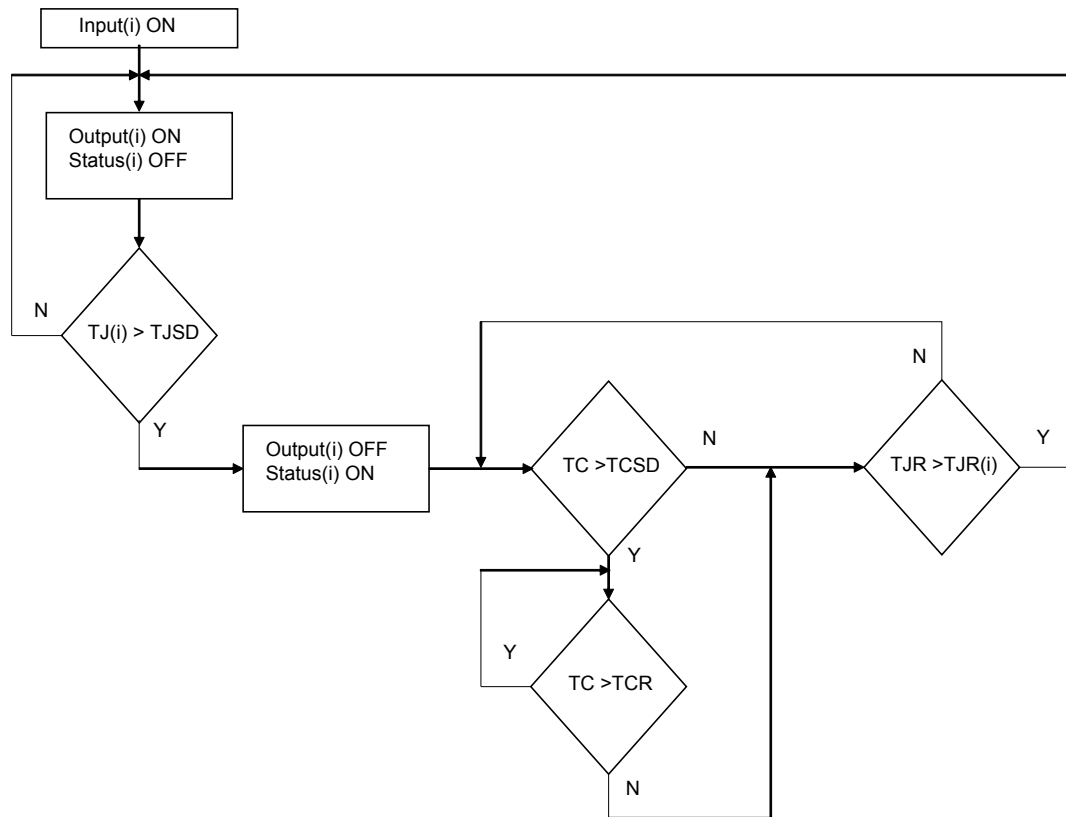 Input(i) ON
Output(i) ON
Status(i) OFF
N
TJ(i) > TJSD
Y
Output(i) OFF
Status(i) ON
TC >TCSD
N
Y
TC >TCR
Y
N
TJR >TJR(i)
N
Y